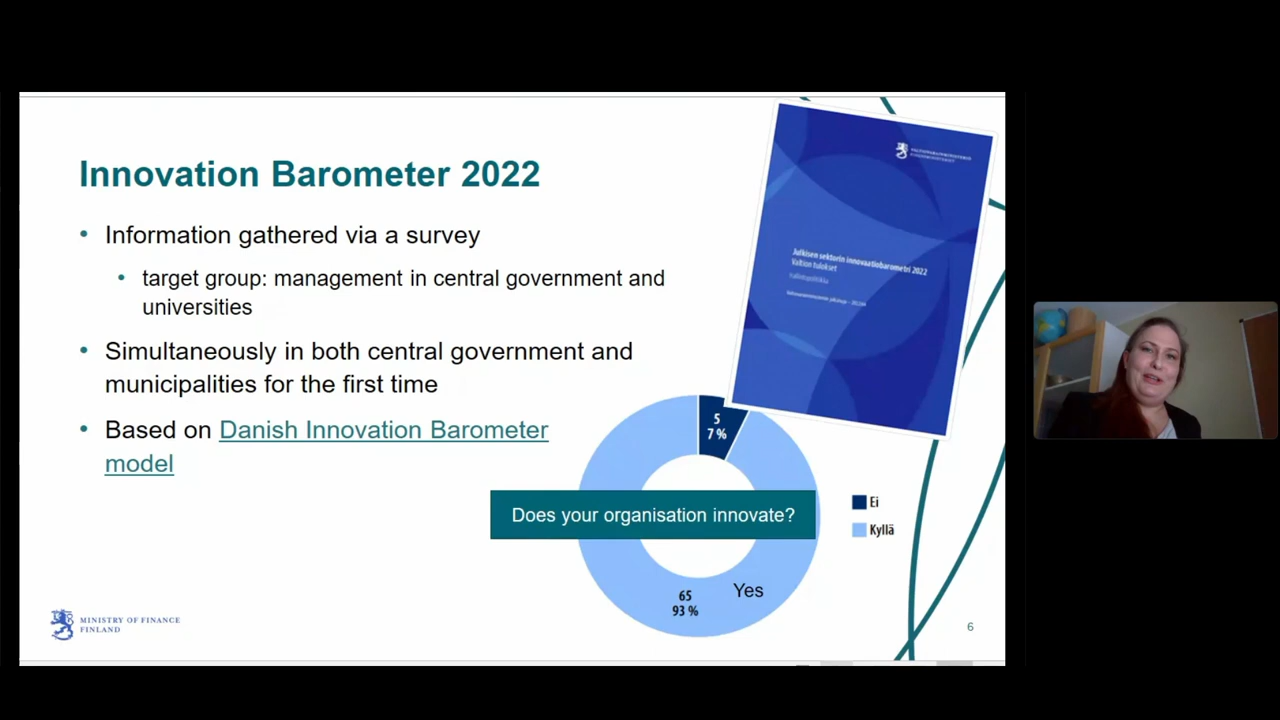 Innovation Barometer 2022
• Information gathered via a survey
• target group: management in central government and
universities
• Simultaneously in both central government and
municipalities for the first time
• Based on Danish Innovation Barometer
model
Julkisen sektorin innovaatiobarometri 2022
Valtion tulokset
5
7 %
Does your organisation innovate?
Ei
Kyllä
65
93 %
Yes
MINISTRY OF FINANCE
FINLAND
6